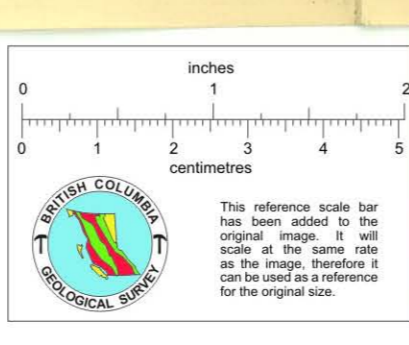 inches
0 1 2
0 1 2 3 4 5
centimetres
BRITISH COLUMBIA
GEOLOGICAL SURVEY
This reference scale bar
has been added to the
original image. It will
scale at the same rate
as the image, therefore it
can be used as a reference
for the original size.